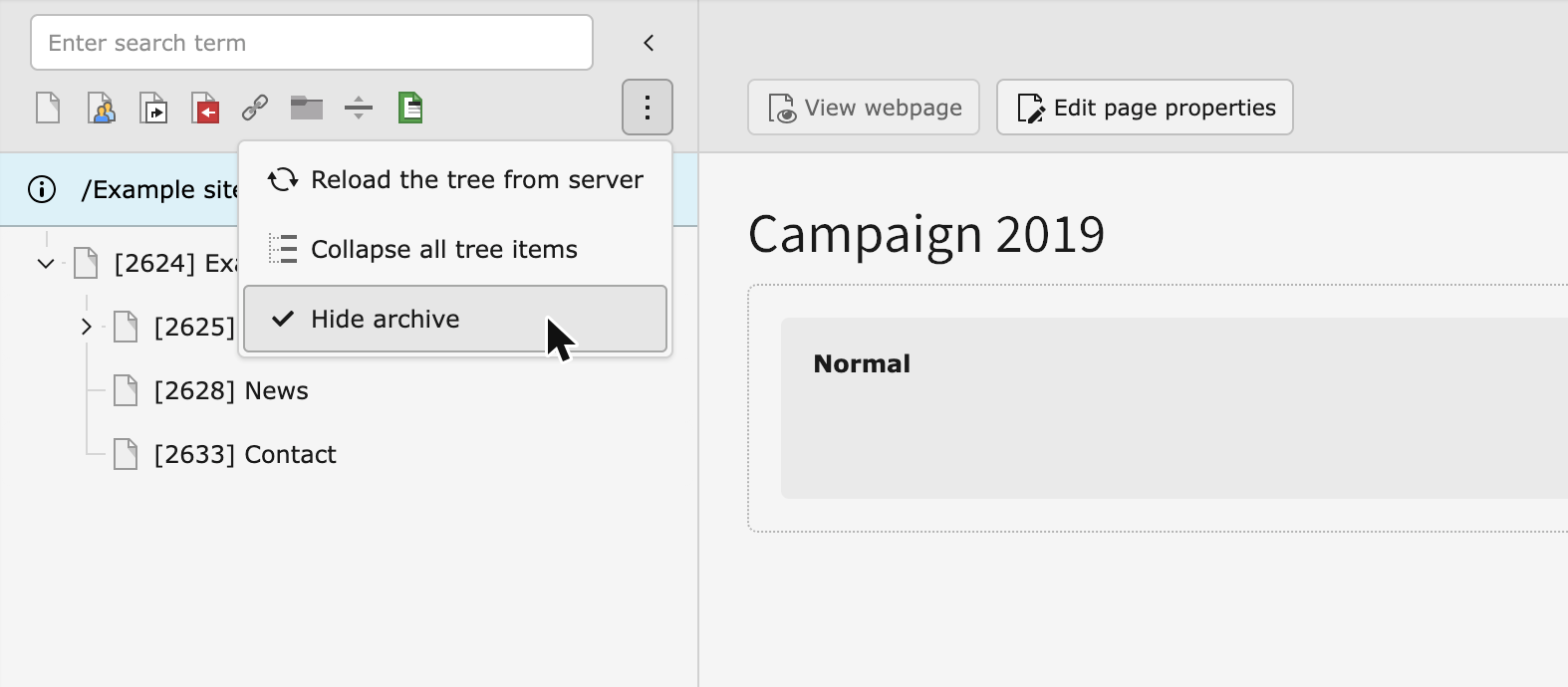 Enter search term
View webpage
Edit page properties
/Example site
Reload the tree from server
Collapse all tree items
Hide archive
[2624] Exa
[2625]
[2628] News
[2633] Contact
Campaign 2019
Normal